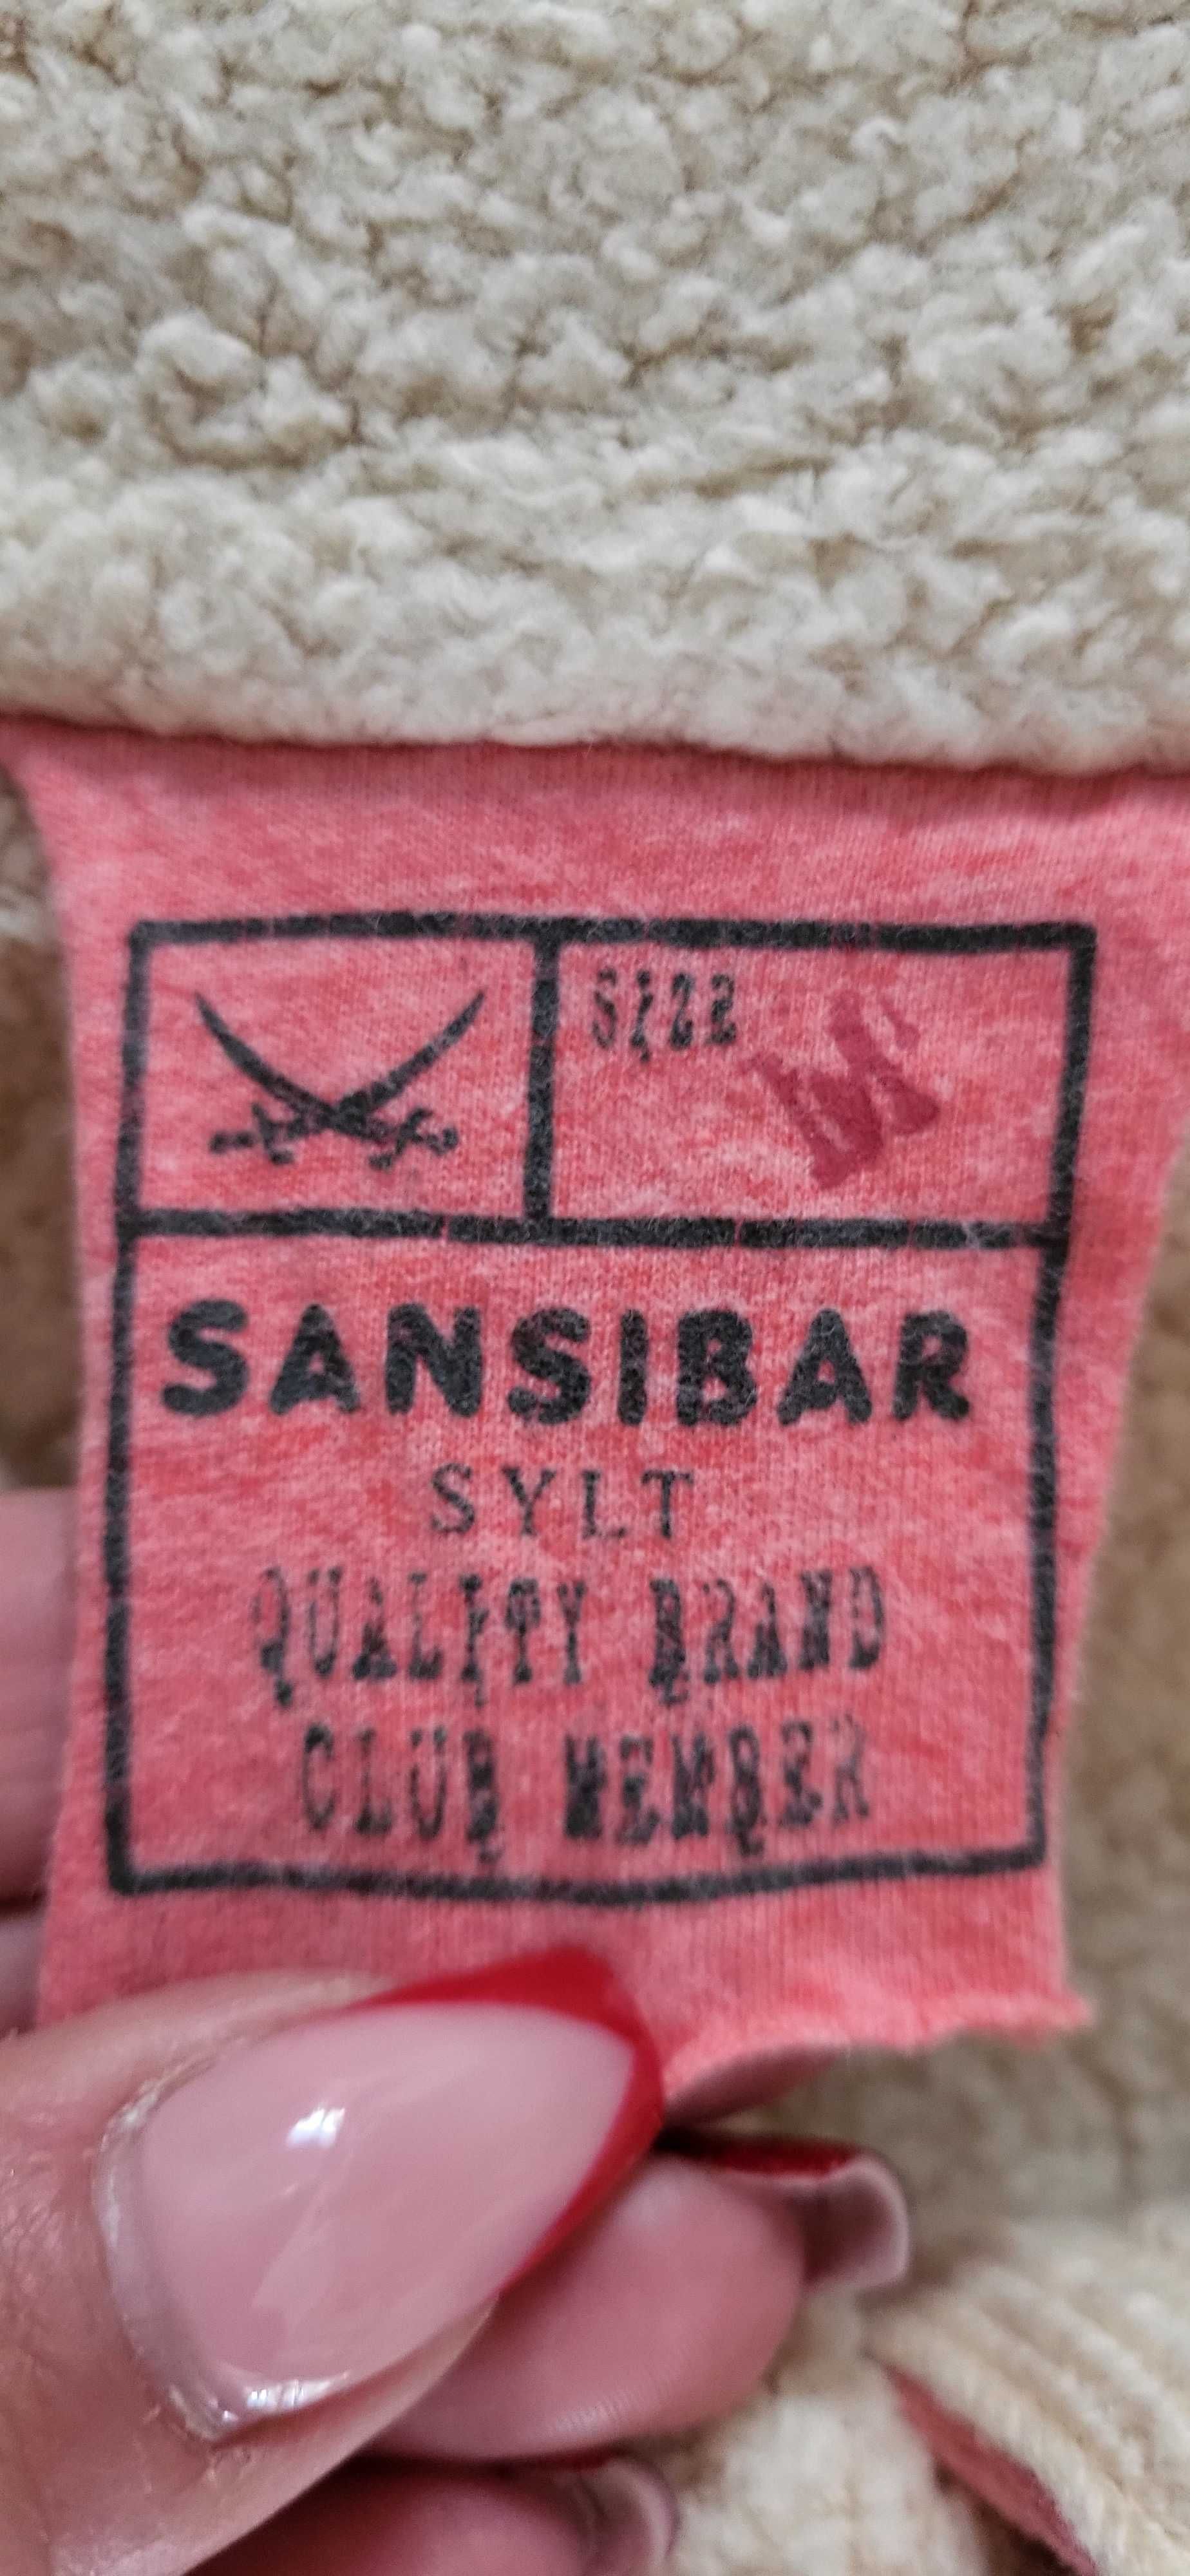 SIZE M
SANSIBAR
SYLT
QUALITY BRAND
CLUB MEMBER